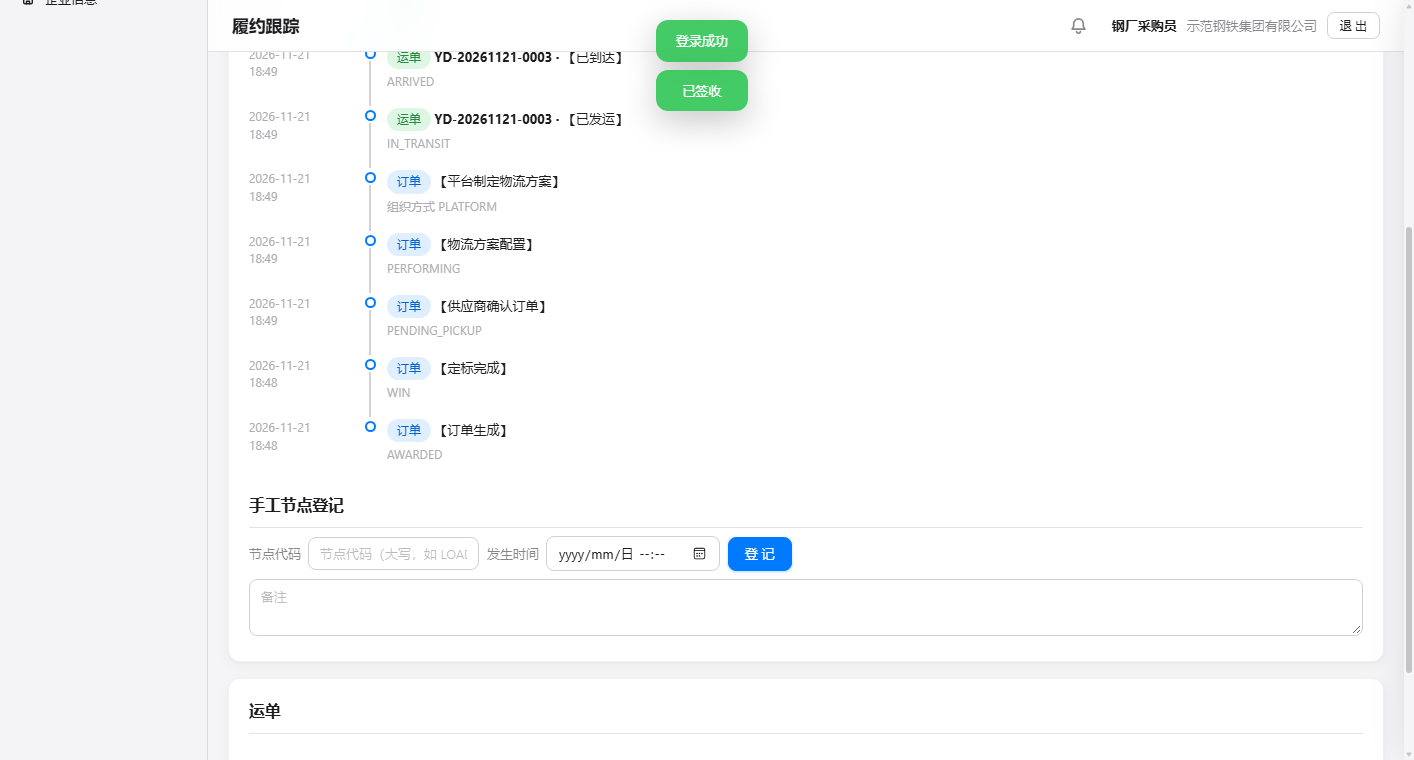 企业信息
履约跟踪
钢厂采购员 示范钢铁集团有限公司 退 出
登录成功
已签收
2026-11-21
18:49
运单 YD-20261121-0003 · 【已到达】
ARRIVED
2026-11-21
18:49
运单 YD-20261121-0003 · 【已发运】
IN_TRANSIT
2026-11-21
18:49
订单 【平台制定物流方案】
组织方式 PLATFORM
2026-11-21
18:49
订单 【物流方案配置】
PERFORMING
2026-11-21
18:49
订单 【供应商确认订单】
PENDING_PICKUP
2026-11-21
18:48
订单 【定标完成】
WIN
2026-11-21
18:48
订单 【订单生成】
AWARDED
手工节点登记
节点代码 节点代码（大写，如 LOAD 发生时间 yyyy/mm/日 --:-- 登 记
备注
运单